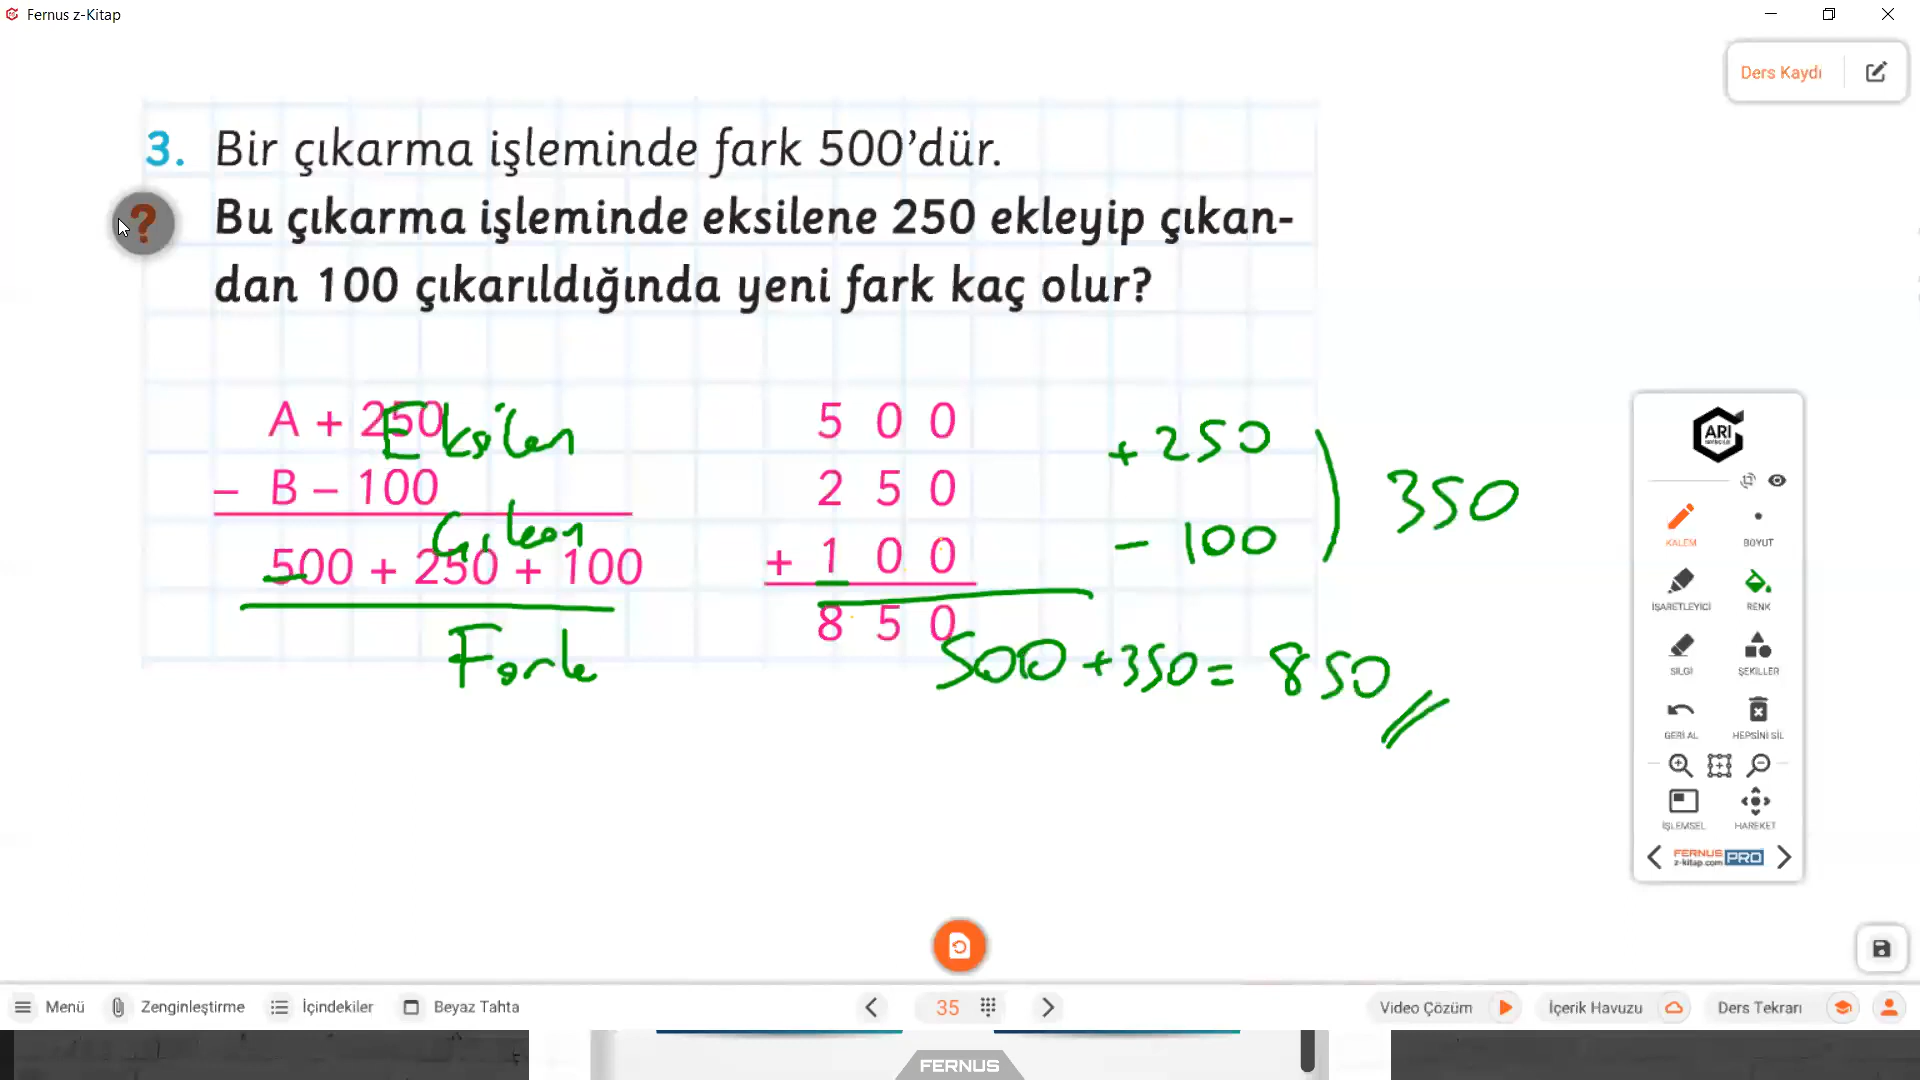 Fernus z-Kitap
Ders Kaydı
3. Bir çıkarma işleminde fark 500'dür.
?
Bu çıkarma işleminde eksilene 250 ekleyip çıkan-
dan 100 çıkarıldığında yeni fark kaç olur?
A + 250
Eksilen
– B – 100
Çıkan
500 + 250 + 100
Fark
5 0 0
2 5 0
+ 1 0 0
8 5 0
+ 250
- 100
350
500 + 350 = 850
ARI
KALEM
BOYUT
İŞARETLEYİCİ
RENK
SİLGİ
ŞEKİLLER
GERİ AL
HEPSİNİ SİL
İŞLEMSEL
HAREKET
FERNUS
z-kitap.com
PRO
Menü
Zenginleştirme
İçindekiler
Beyaz Tahta
35
Video Çözüm
İçerik Havuzu
Ders Tekrarı
FERNUS